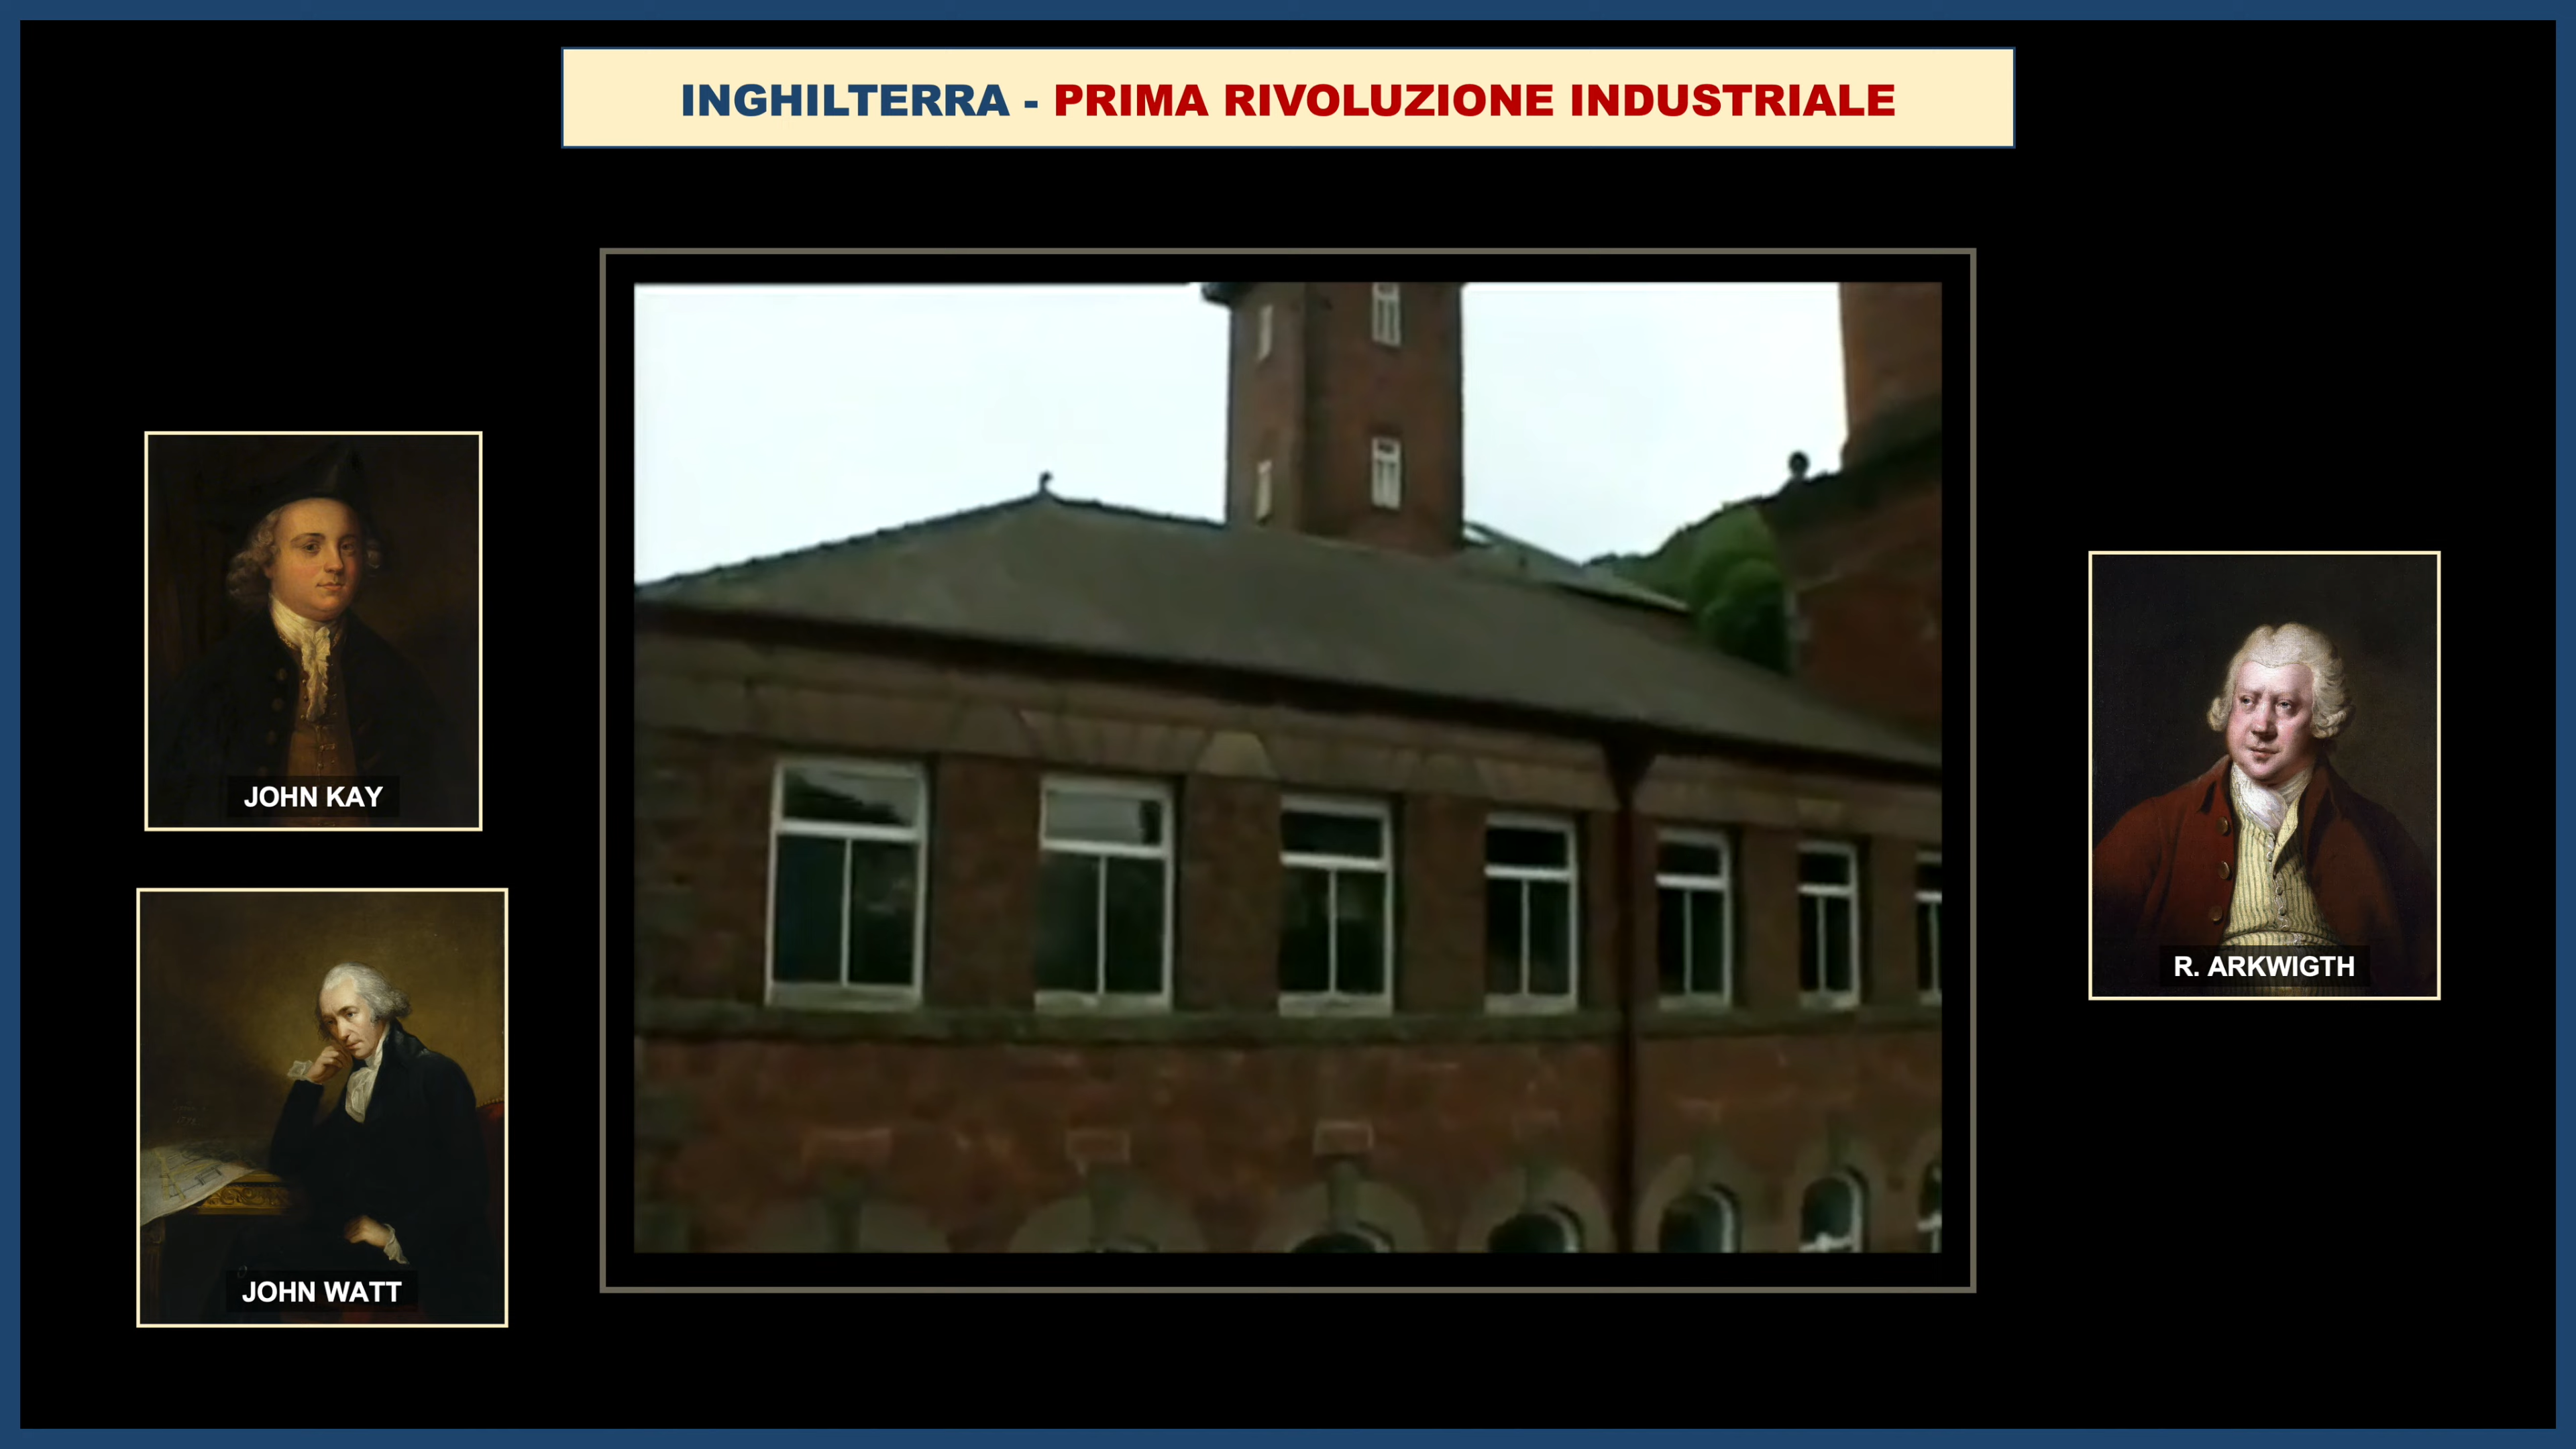 INGHILTERRA - PRIMA RIVOLUZIONE INDUSTRIALE
JOHN KAY
R. ARKWIGTH
JOHN WATT